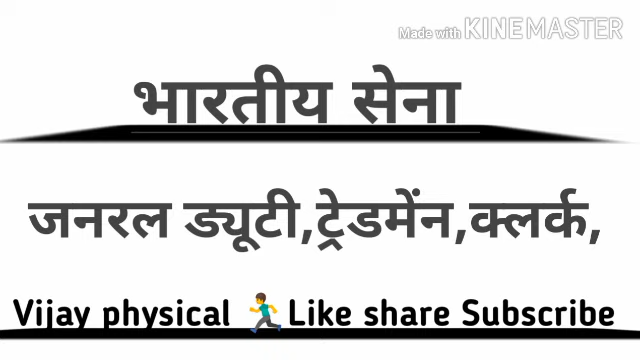 Made with KINEMASTER
भारतीय सेना
जनरल ड्यूटी,ट्रेडमेंन,क्लर्क,
Vijay physical 🏃‍♂️ Like share Subscribe